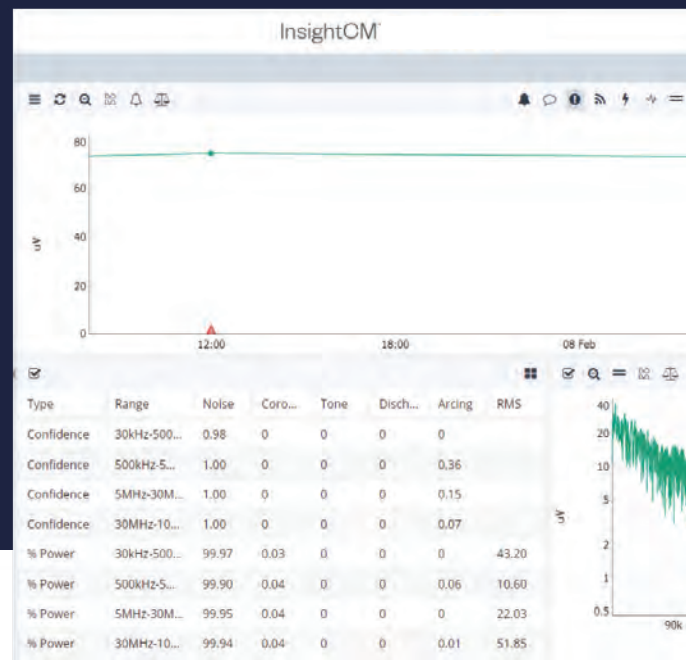 InsightCM
80
60
40
20
0
uV
12:00 18:00 08 Feb
Type Range Noise Coro... Tone Disch... Arcing RMS
Confidence 30kHz-500... 0.98 0 0 0 0
Confidence 500kHz-5... 1.00 0 0 0 0.36
Confidence 5MHz-30M... 1.00 0 0 0 0.15
Confidence 30MHz-10... 1.00 0 0 0 0.07
% Power 30kHz-500... 99.97 0.03 0 0 0 43.20
% Power 500kHz-5... 99.90 0.04 0 0 0.06 10.60
% Power 5MHz-30M... 99.95 0.04 0 0 0 22.03
% Power 30MHz-10... 99.94 0.04 0 0 0.01 51.85
40
20
10
5
2
1
0.5
uV
90k